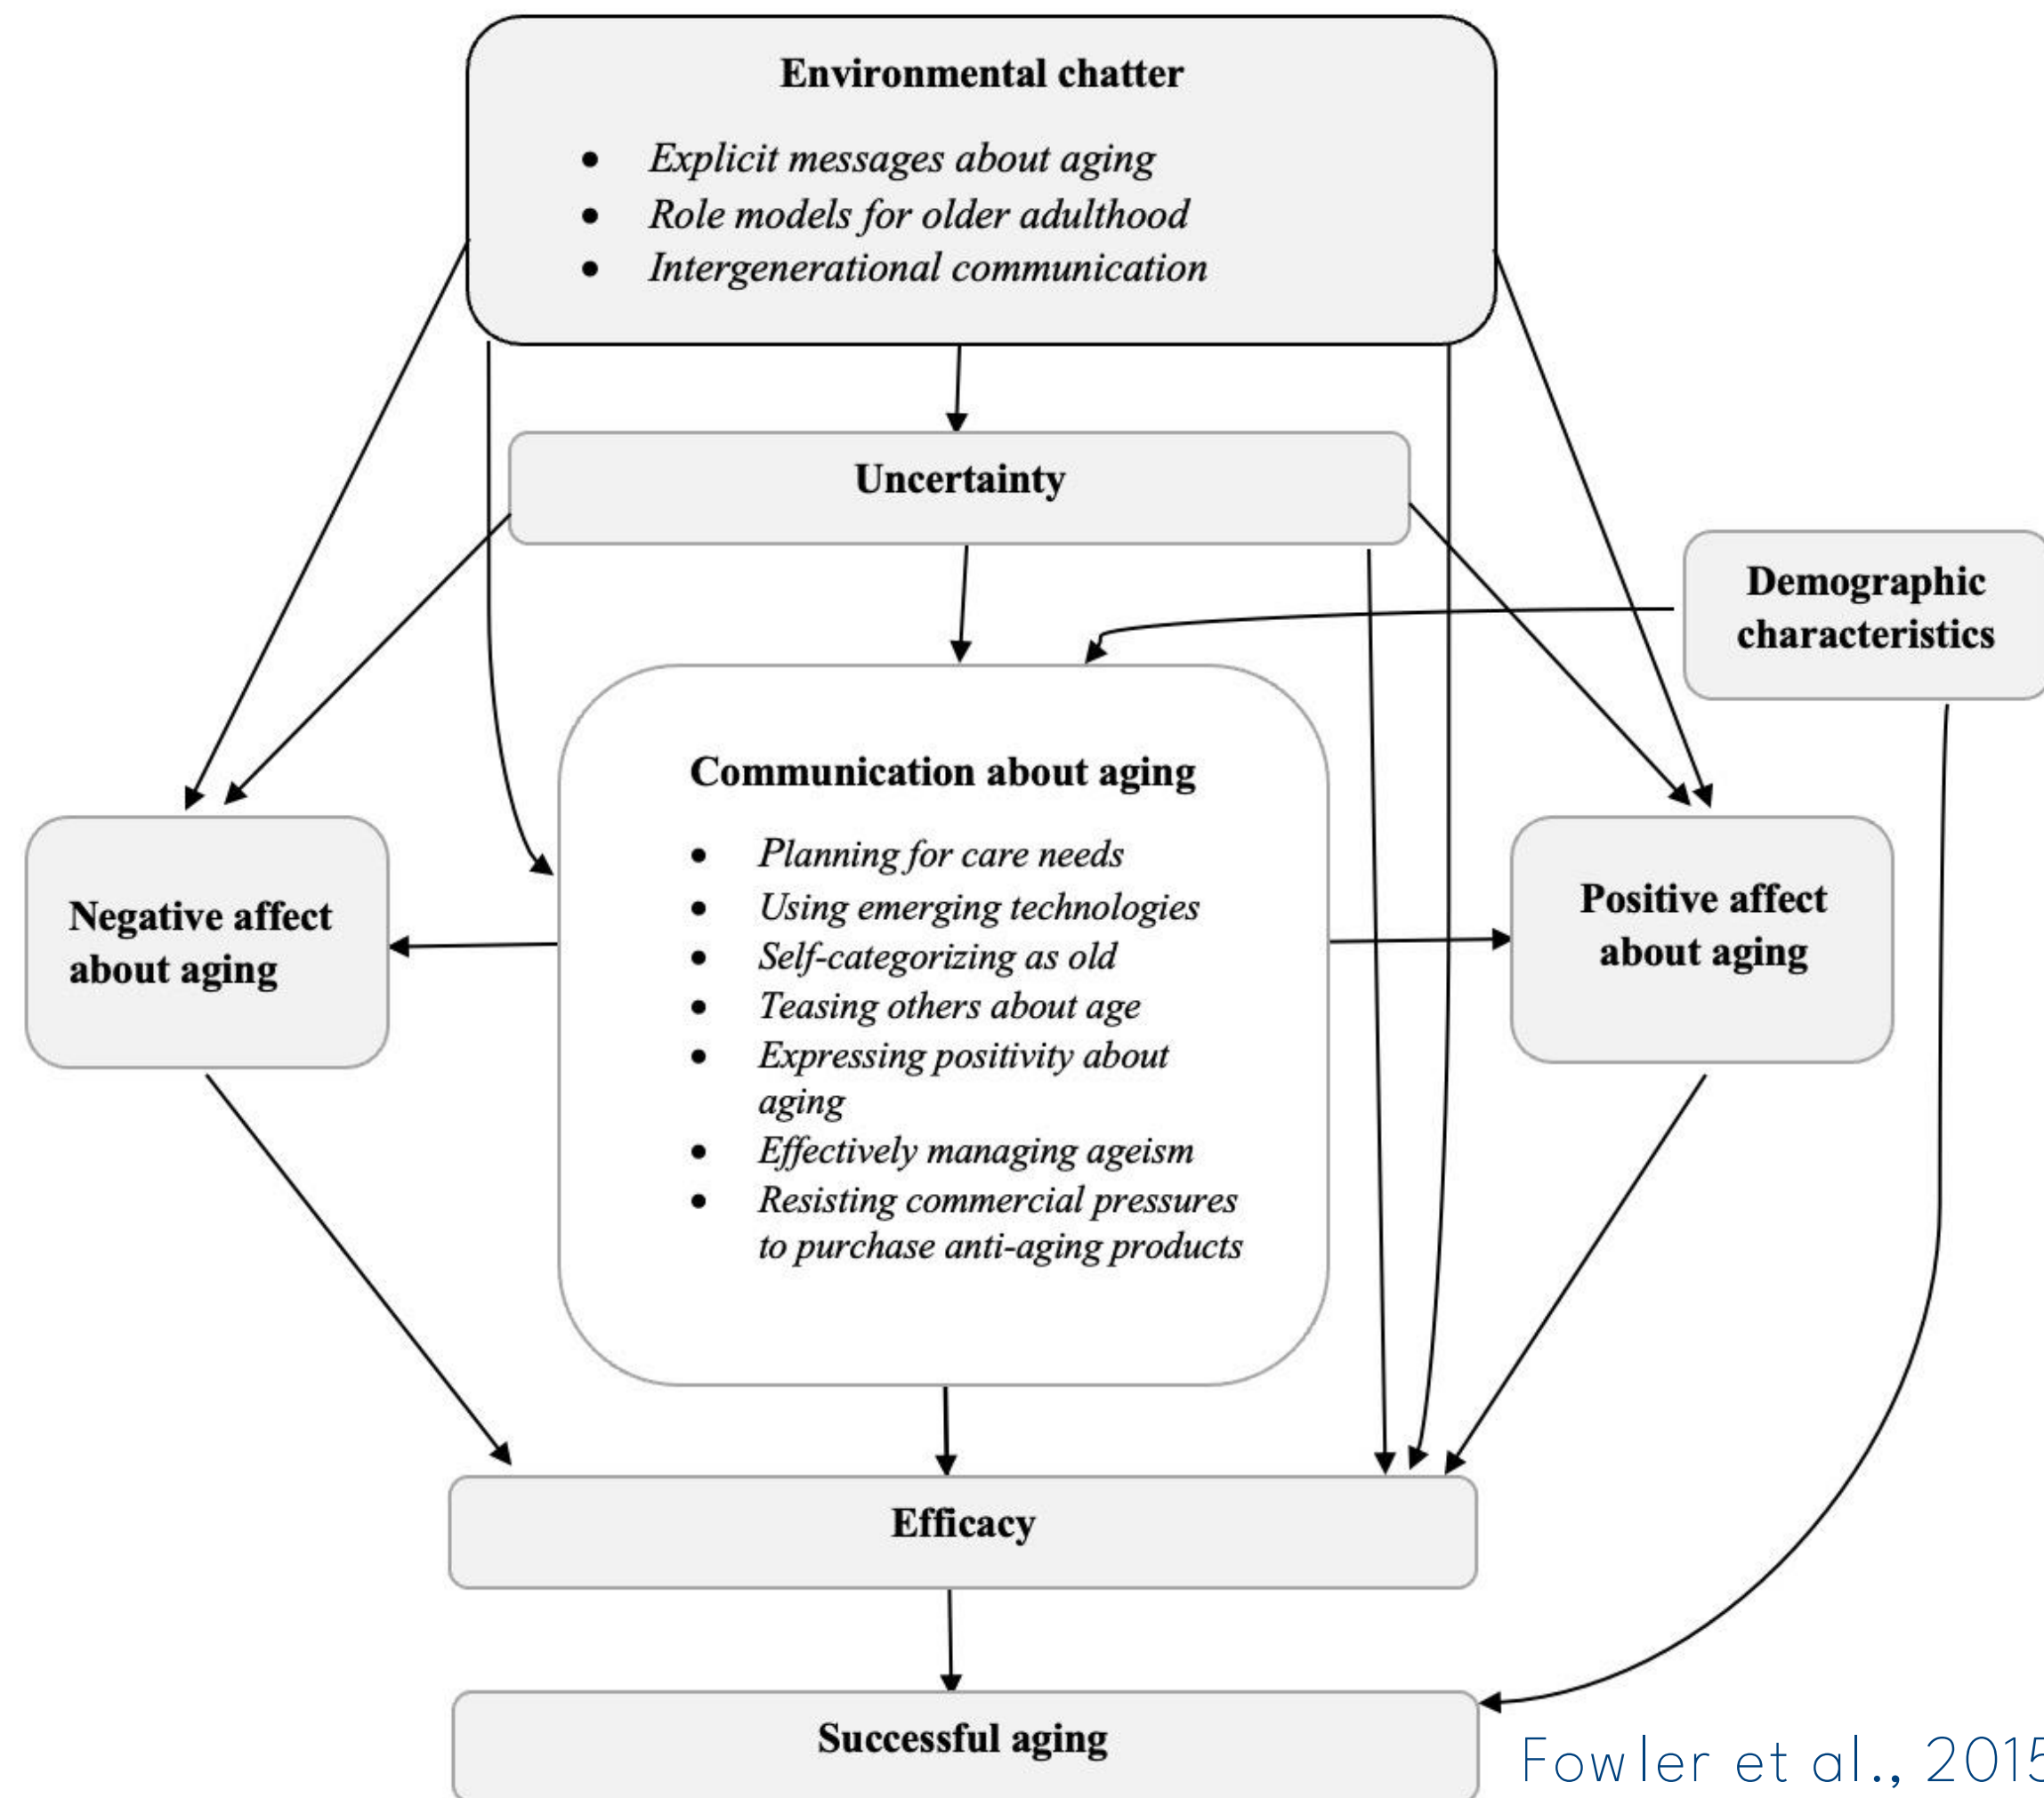 Environmental chatter
• Explicit messages about aging
• Role models for older adulthood
• Intergenerational communication
Uncertainty
Demographic
characteristics
Communication about aging
• Planning for care needs
• Using emerging technologies
• Self-categorizing as old
• Teasing others about age
• Expressing positivity about
aging
• Effectively managing ageism
• Resisting commercial pressures
to purchase anti-aging products
Negative affect
about aging
Positive affect
about aging
Efficacy
Successful aging
Fowler et al., 2015